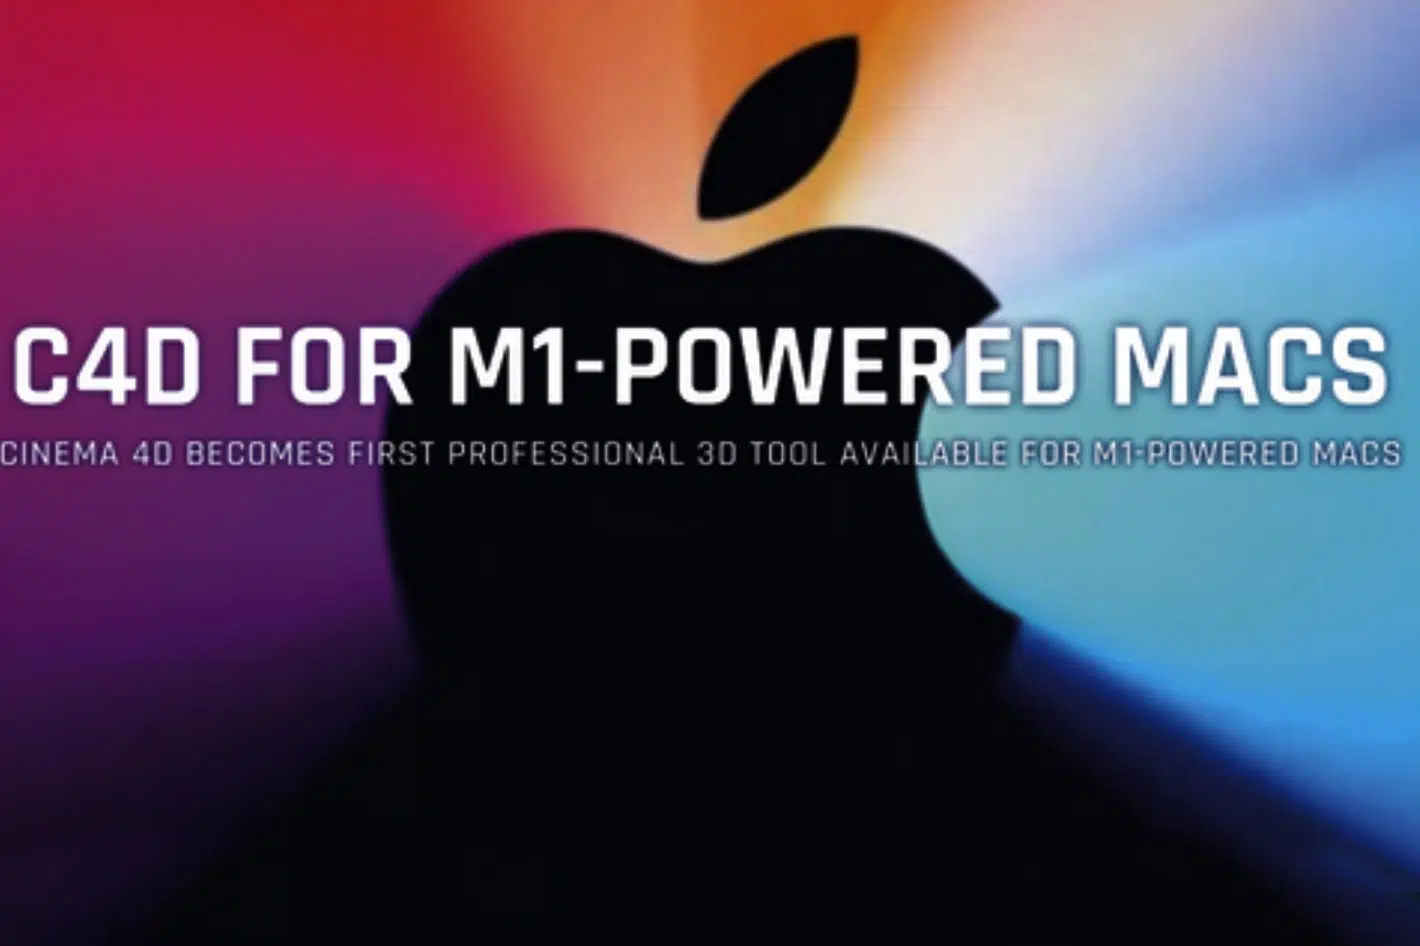 C4D FOR M1-POWERED MACS
CINEMA 4D BECOMES FIRST PROFESSIONAL 3D TOOL AVAILABLE FOR M1-POWERED MACS